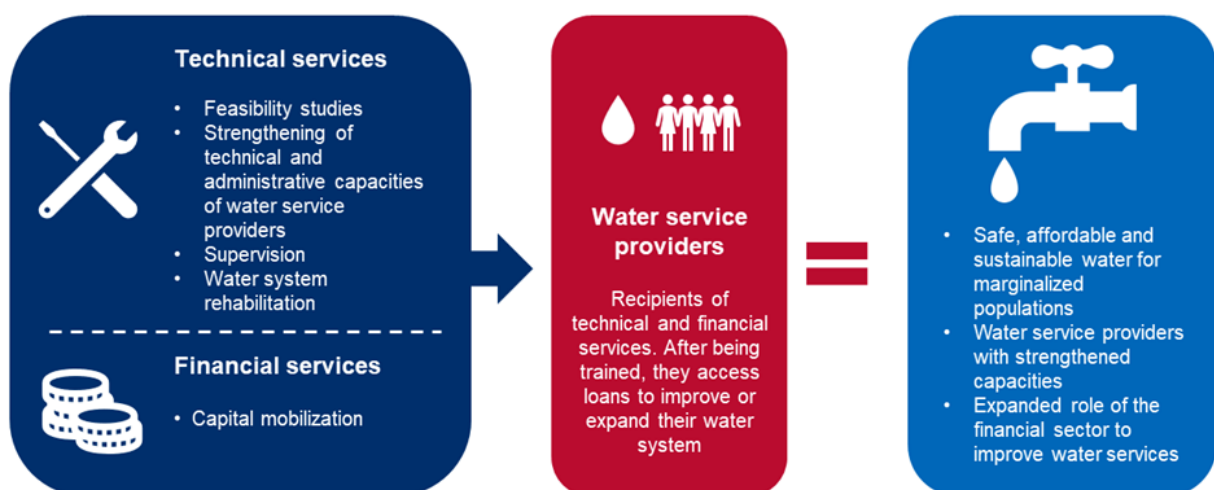 Technical services
• Feasibility studies
• Strengthening of
technical and
administrative capacities
of water service
providers
• Supervision
• Water system
rehabilitation
Financial services
• Capital mobilization
Water service
providers
Recipients of
technical and financial
services. After being
trained, they access
loans to improve or
expand their water
system
• Safe, affordable and
sustainable water for
marginalized
populations
• Water service providers
with strengthened
capacities
• Expanded role of the
financial sector to
improve water services